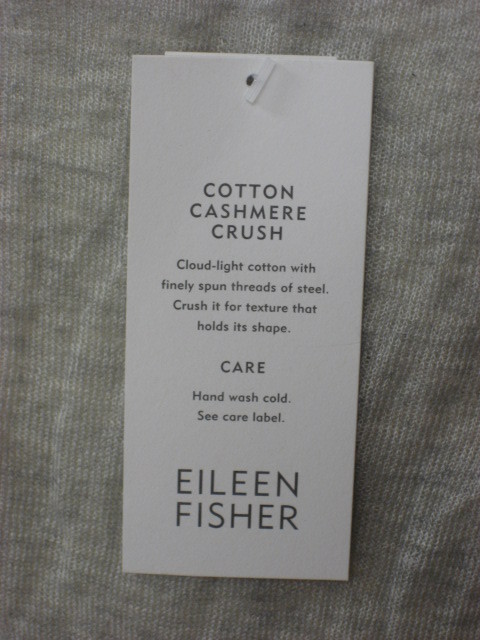 COTTON
CASHMERE
CRUSH
Cloud-light cotton with
finely spun threads of steel.
Crush it for texture that
holds its shape.
CARE
Hand wash cold.
See care label.
EILEEN
FISHER